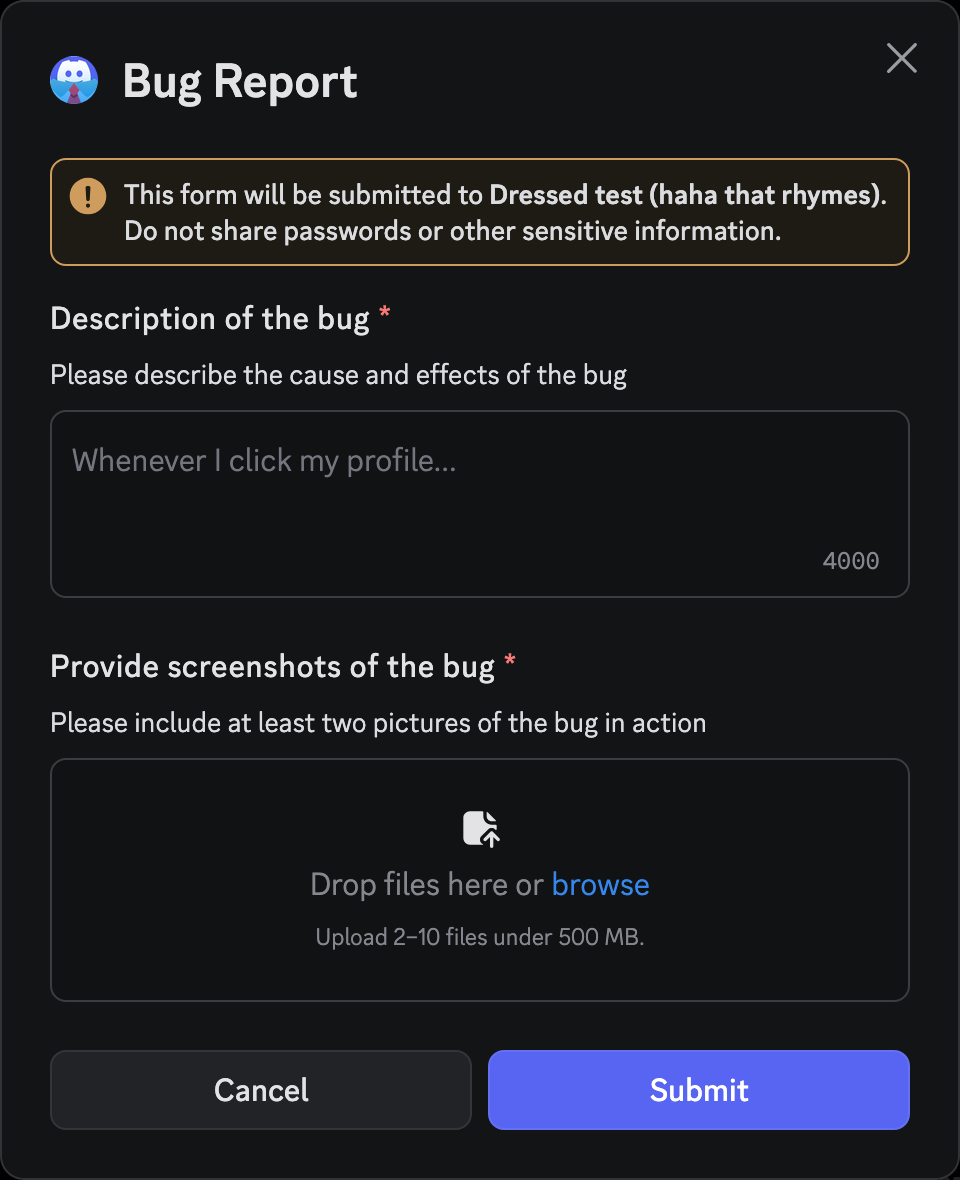 Bug Report
This form will be submitted to Dressed test (haha that rhymes).
Do not share passwords or other sensitive information.
Description of the bug *
Please describe the cause and effects of the bug
Whenever I click my profile...
4000
Provide screenshots of the bug *
Please include at least two pictures of the bug in action
Drop files here or browse
Upload 2–10 files under 500 MB.
Cancel
Submit